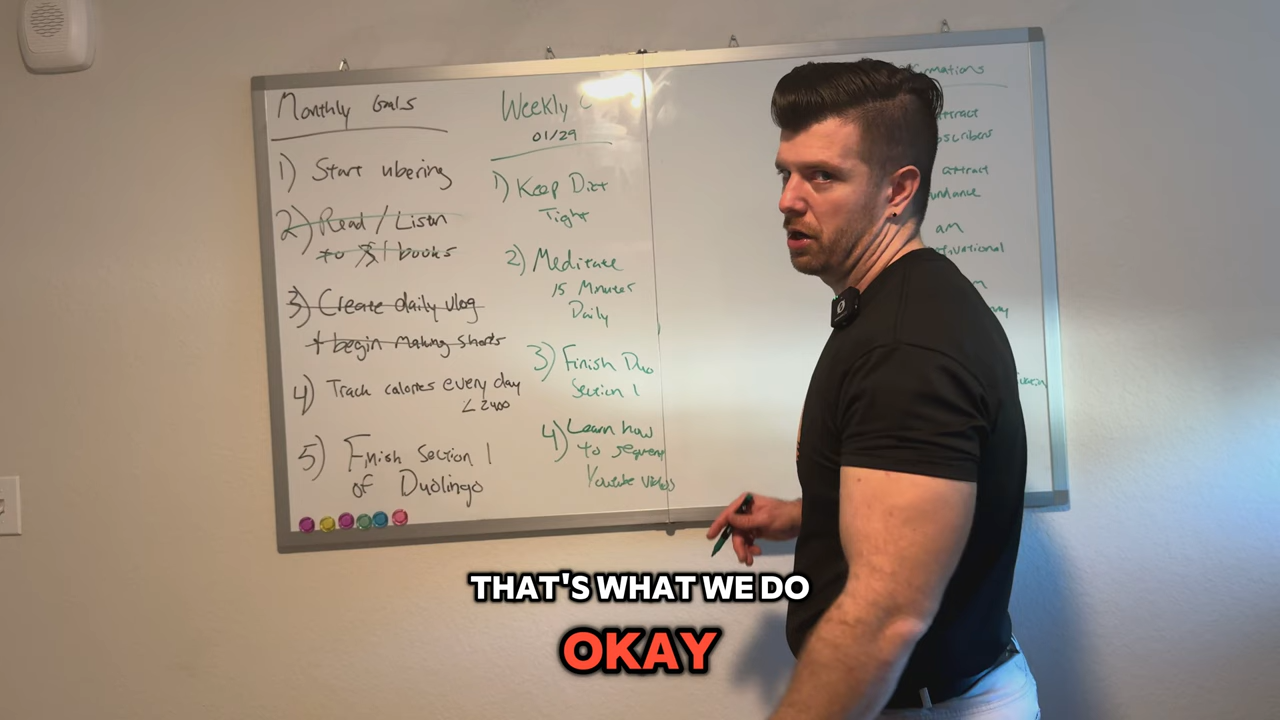 Monthly Goals
1) Start ubering
2) Read / Listen
to 1 books
3) Create daily vlog
+ begin making shorts
4) Track calories every day
< 2400
5) Finish Section 1
of Duolingo
Weekly
01/29
1) Keep Diet
Tight
2) Meditate
15 Minutes
Daily
3) Finish Duo
Section 1
4) Learn how
to
Youtube videos
am
THAT'S WHAT WE DO
OKAY